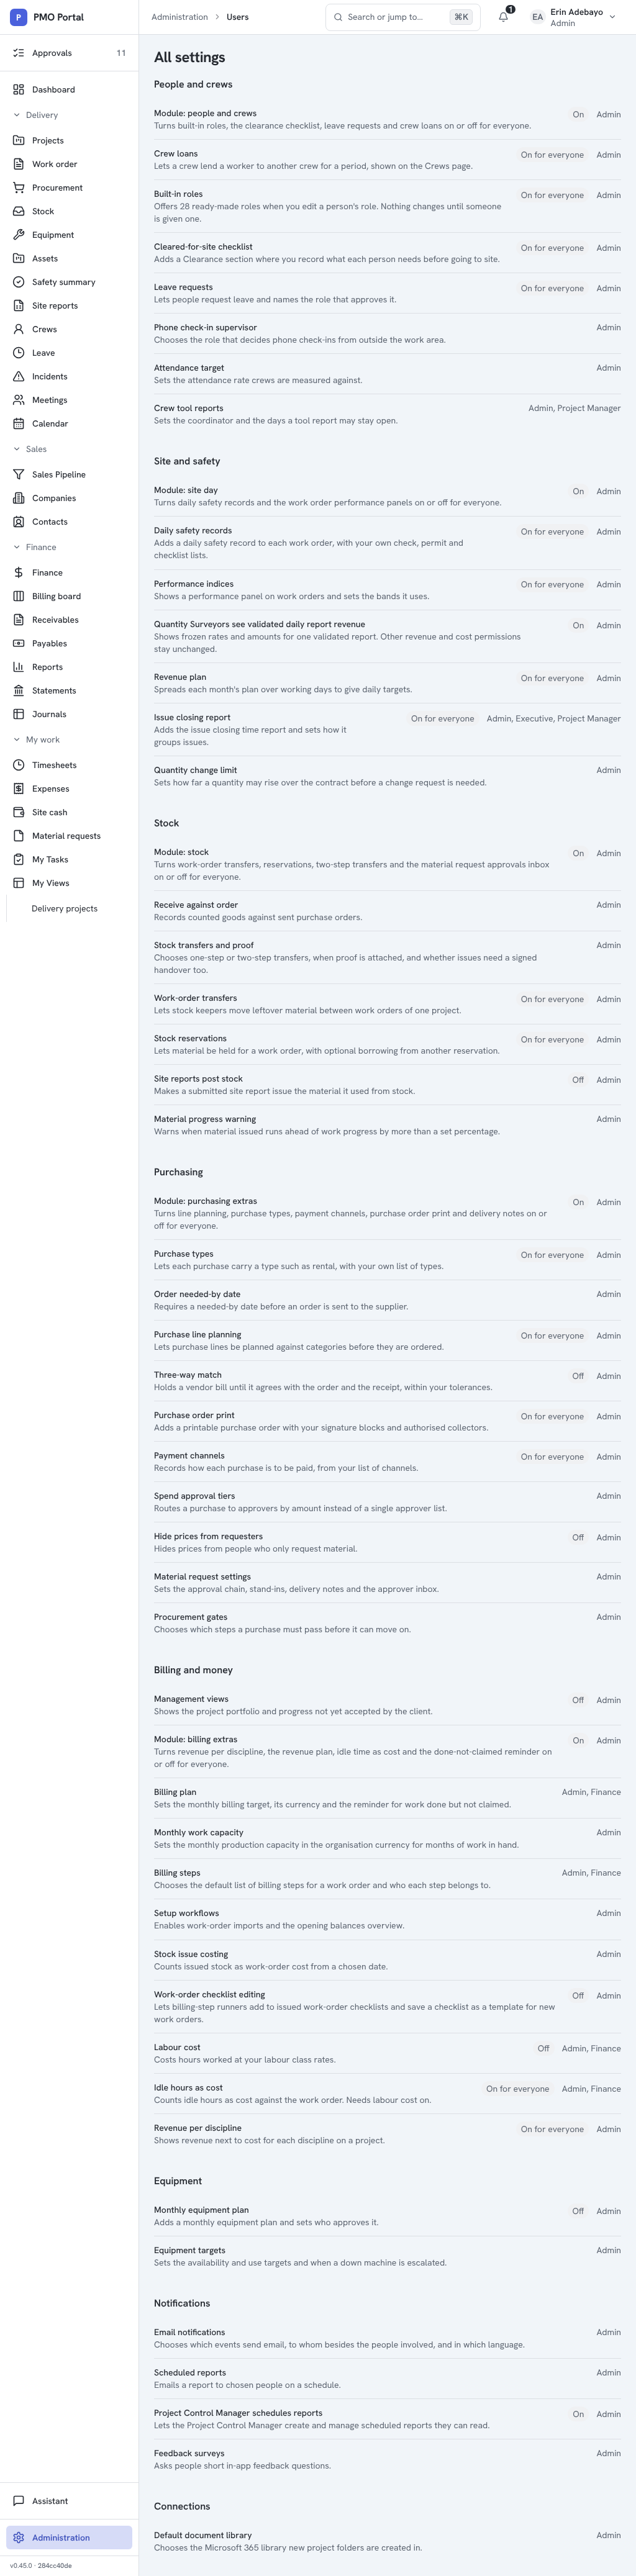 P PMO Portal
Administration > Users
Search or jump to... ⌘K
1
EA
Erin Adebayo
Admin
Approvals 11
Dashboard
Delivery
Projects
Work order
Procurement
Stock
Equipment
Assets
Safety summary
Site reports
Crews
Leave
Incidents
Meetings
Calendar
Sales
Sales Pipeline
Companies
Contacts
Finance
Finance
Billing board
Receivables
Payables
Reports
Statements
Journals
My work
Timesheets
Expenses
Site cash
Material requests
My Tasks
My Views
Delivery projects
Assistant
Administration
v0.45.0 · 284cc40de
All settings
People and crews
Module: people and crews On Admin
Turns built-in roles, the clearance checklist, leave requests and crew loans on or off for everyone.
Crew loans On for everyone Admin
Lets a crew lend a worker to another crew for a period, shown on the Crews page.
Built-in roles On for everyone Admin
Offers 28 ready-made roles when you edit a person's role. Nothing changes until someone
is given one.
Cleared-for-site checklist On for everyone Admin
Adds a Clearance section where you record what each person needs before going to site.
Leave requests On for everyone Admin
Lets people request leave and names the role that approves it.
Phone check-in supervisor Admin
Chooses the role that decides phone check-ins from outside the work area.
Attendance target Admin
Sets the attendance rate crews are measured against.
Crew tool reports Admin, Project Manager
Sets the coordinator and the days a tool report may stay open.
Site and safety
Module: site day On Admin
Turns daily safety records and the work order performance panels on or off for everyone.
Daily safety records On for everyone Admin
Adds a daily safety record to each work order, with your own check, permit and
checklist lists.
Performance indices On for everyone Admin
Shows a performance panel on work orders and sets the bands it uses.
Quantity Surveyors see validated daily report revenue On Admin
Shows frozen rates and amounts for one validated report. Other revenue and cost permissions
stay unchanged.
Revenue plan On for everyone Admin
Spreads each month's plan over working days to give daily targets.
Issue closing report On for everyone Admin, Executive, Project Manager
Adds the issue closing time report and sets how it
groups issues.
Quantity change limit Admin
Sets how far a quantity may rise over the contract before a change request is needed.
Stock
Module: stock On Admin
Turns work-order transfers, reservations, two-step transfers and the material request approvals inbox
on or off for everyone.
Receive against order Admin
Records counted goods against sent purchase orders.
Stock transfers and proof Admin
Chooses one-step or two-step transfers, when proof is attached, and whether issues need a signed
handover too.
Work-order transfers On for everyone Admin
Lets stock keepers move leftover material between work orders of one project.
Stock reservations On for everyone Admin
Lets material be held for a work order, with optional borrowing from another reservation.
Site reports post stock Off Admin
Makes a submitted site report issue the material it used from stock.
Material progress warning Admin
Warns when material issued runs ahead of work progress by more than a set percentage.
Purchasing
Module: purchasing extras On Admin
Turns line planning, purchase types, payment channels, purchase order print and delivery notes on or
off for everyone.
Purchase types On for everyone Admin
Lets each purchase carry a type such as rental, with your own list of types.
Order needed-by date Admin
Requires a needed-by date before an order is sent to the supplier.
Purchase line planning On for everyone Admin
Lets purchase lines be planned against categories before they are ordered.
Three-way match Off Admin
Holds a vendor bill until it agrees with the order and the receipt, within your tolerances.
Purchase order print On for everyone Admin
Adds a printable purchase order with your signature blocks and authorised collectors.
Payment channels On for everyone Admin
Records how each purchase is to be paid, from your list of channels.
Spend approval tiers Admin
Routes a purchase to approvers by amount instead of a single approver list.
Hide prices from requesters Off Admin
Hides prices from people who only request material.
Material request settings Admin
Sets the approval chain, stand-ins, delivery notes and the approver inbox.
Procurement gates Admin
Chooses which steps a purchase must pass before it can move on.
Billing and money
Management views Off Admin
Shows the project portfolio and progress not yet accepted by the client.
Module: billing extras On Admin
Turns revenue per discipline, the revenue plan, idle time as cost and the done-not-claimed reminder on
or off for everyone.
Billing plan Admin, Finance
Sets the monthly billing target, its currency and the reminder for work done but not claimed.
Monthly work capacity Admin
Sets the monthly production capacity in the organisation currency for months of work in hand.
Billing steps Admin, Finance
Chooses the default list of billing steps for a work order and who each step belongs to.
Setup workflows Admin
Enables work-order imports and the opening balances overview.
Stock issue costing Admin
Counts issued stock as work-order cost from a chosen date.
Work-order checklist editing Off Admin
Lets billing-step runners add to issued work-order checklists and save a checklist as a template for new
work orders.
Labour cost Off Admin, Finance
Costs hours worked at your labour class rates.
Idle hours as cost On for everyone Admin, Finance
Counts idle hours as cost against the work order. Needs labour cost on.
Revenue per discipline On for everyone Admin
Shows revenue next to cost for each discipline on a project.
Equipment
Monthly equipment plan Off Admin
Adds a monthly equipment plan and sets who approves it.
Equipment targets Admin
Sets the availability and use targets and when a down machine is escalated.
Notifications
Email notifications Admin
Chooses which events send email, to whom besides the people involved, and in which language.
Scheduled reports Admin
Emails a report to chosen people on a schedule.
Project Control Manager schedules reports On Admin
Lets the Project Control Manager create and manage scheduled reports they can read.
Feedback surveys Admin
Asks people short in-app feedback questions.
Connections
Default document library Admin
Chooses the Microsoft 365 library new project folders are created in.